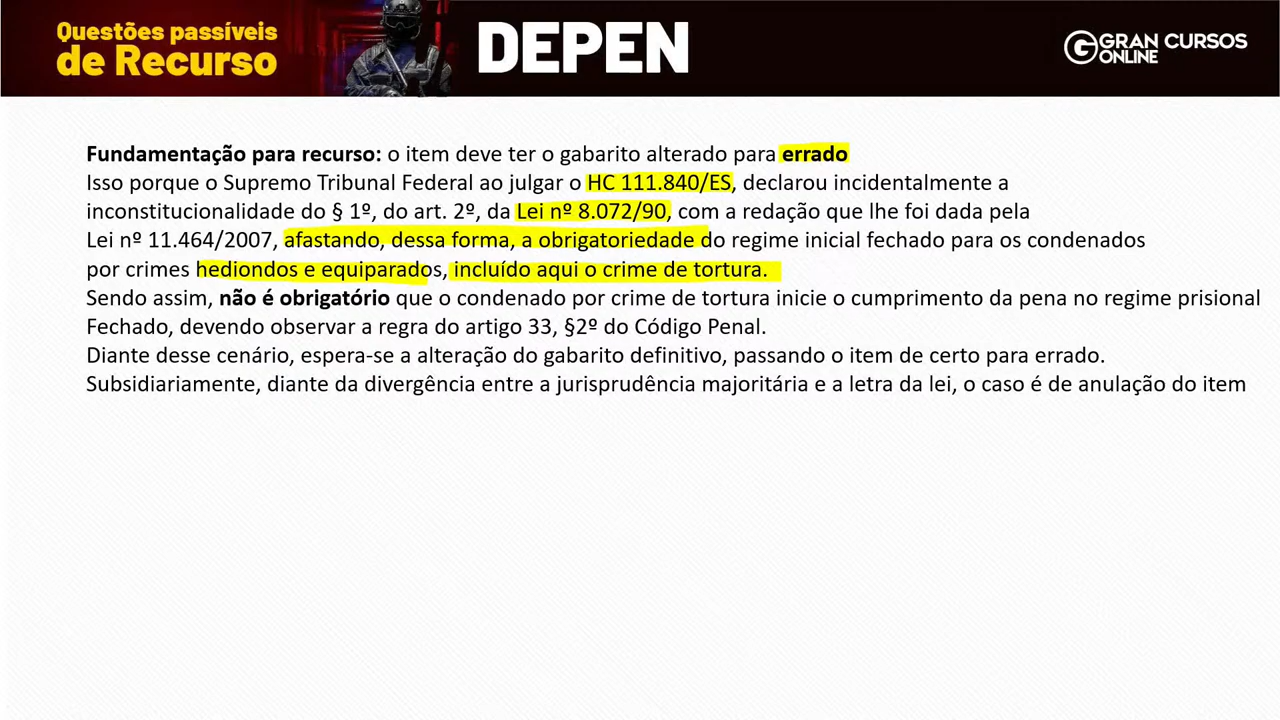 Questões passíveis
de Recurso
DEPEN
GRAN CURSOS
ONLINE
Fundamentação para recurso: o item deve ter o gabarito alterado para errado
Isso porque o Supremo Tribunal Federal ao julgar o HC 111.840/ES, declarou incidentalmente a
inconstitucionalidade do § 1º, do art. 2º, da Lei nº 8.072/90, com a redação que lhe foi dada pela
Lei nº 11.464/2007, afastando, dessa forma, a obrigatoriedade do regime inicial fechado para os condenados
por crimes hediondos e equiparados, incluído aqui o crime de tortura.
Sendo assim, não é obrigatório que o condenado por crime de tortura inicie o cumprimento da pena no regime prisional
Fechado, devendo observar a regra do artigo 33, §2º do Código Penal.
Diante desse cenário, espera-se a alteração do gabarito definitivo, passando o item de certo para errado.
Subsidiariamente, diante da divergência entre a jurisprudência majoritária e a letra da lei, o caso é de anulação do item